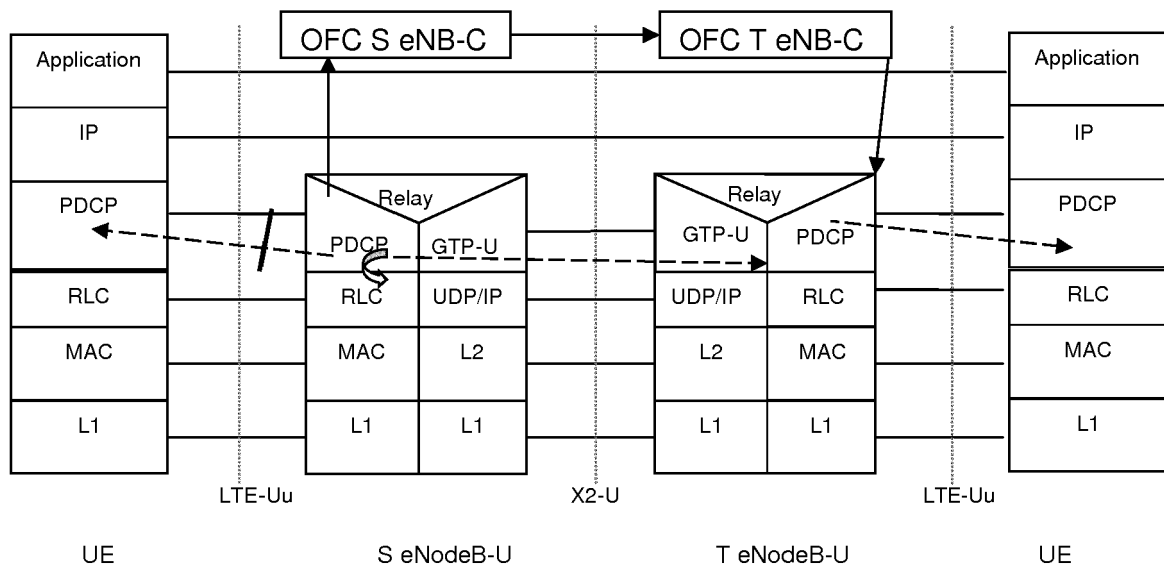 OFC S eNB-C
OFC T eNB-C
Application
Application
IP
IP
Relay
Relay
PDCP
PDCP
PDCP
GTP-U
GTP-U
PDCP
RLC
RLC
UDP/IP
UDP/IP
RLC
RLC
MAC
MAC
L2
L2
MAC
MAC
L1
L1
L1
L1
L1
L1
LTE-Uu
X2-U
LTE-Uu
UE
S eNodeB-U
T eNodeB-U
UE